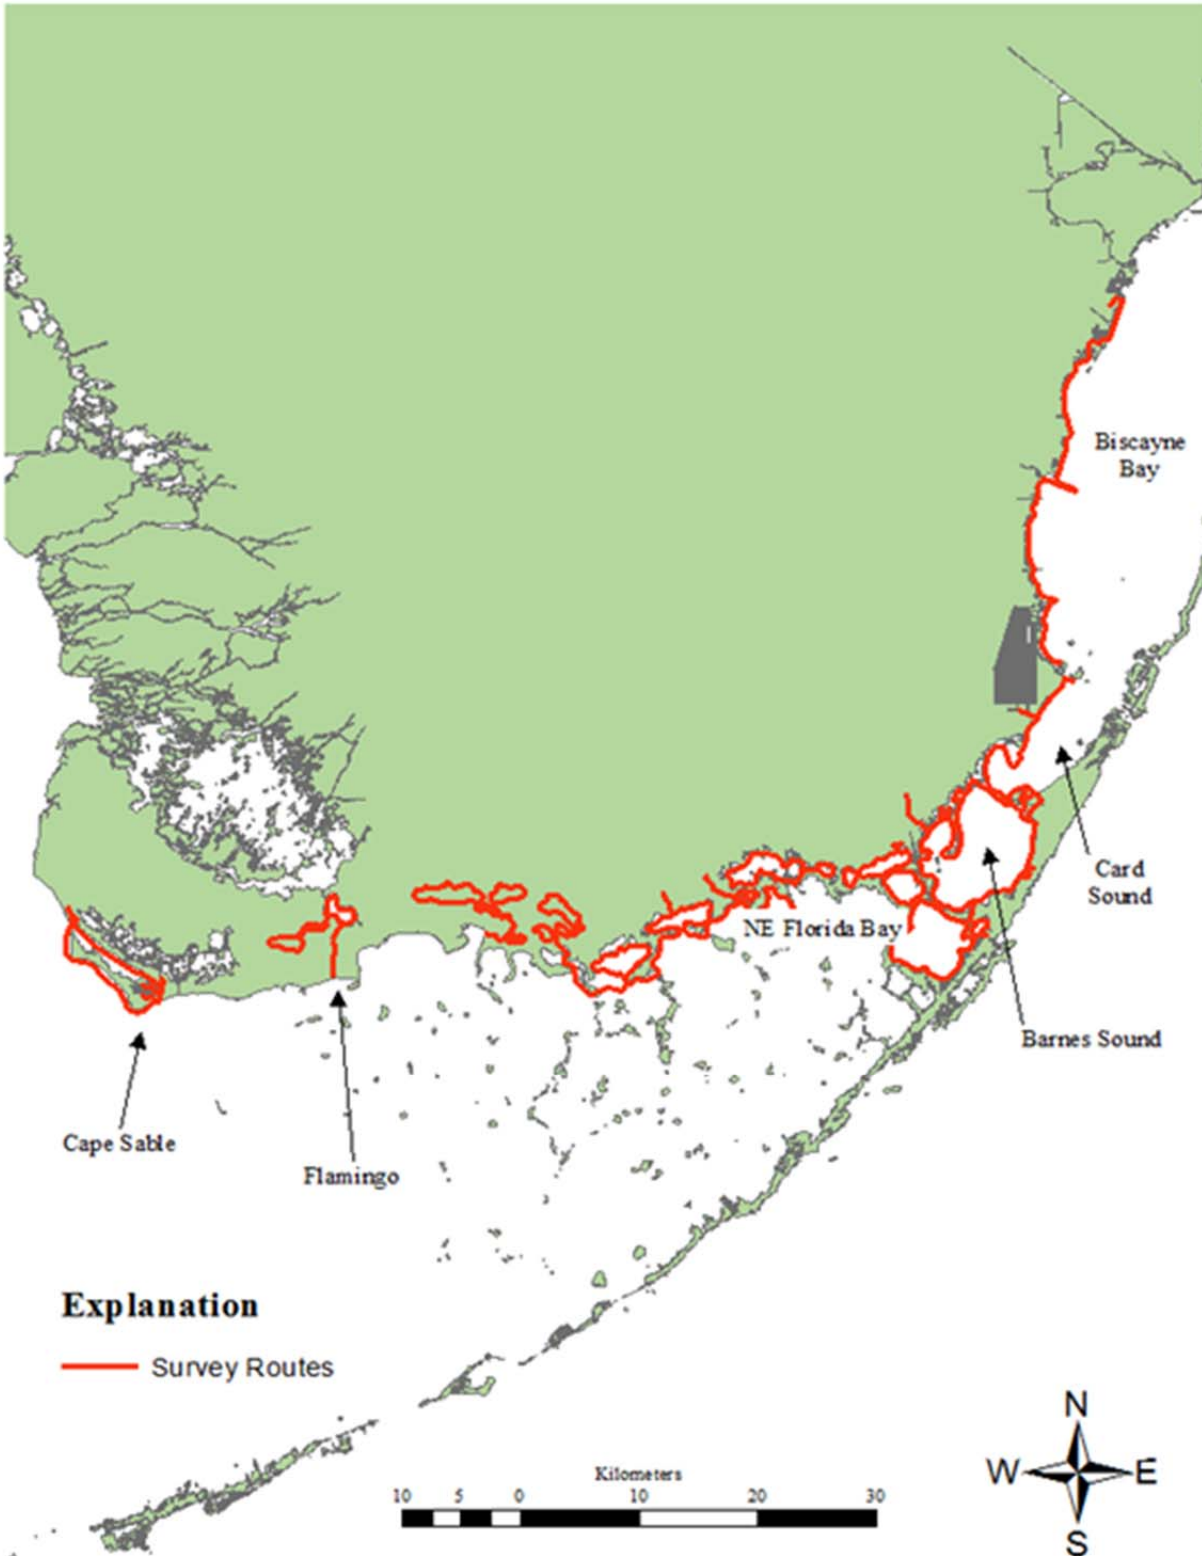 Biscayne
Bay
Card
Sound
NE Florida Bay
Barnes Sound
Cape Sable
Flamingo
Explanation
Survey Routes
Kilometers
10 5 0 10 20 30
N
W E
S